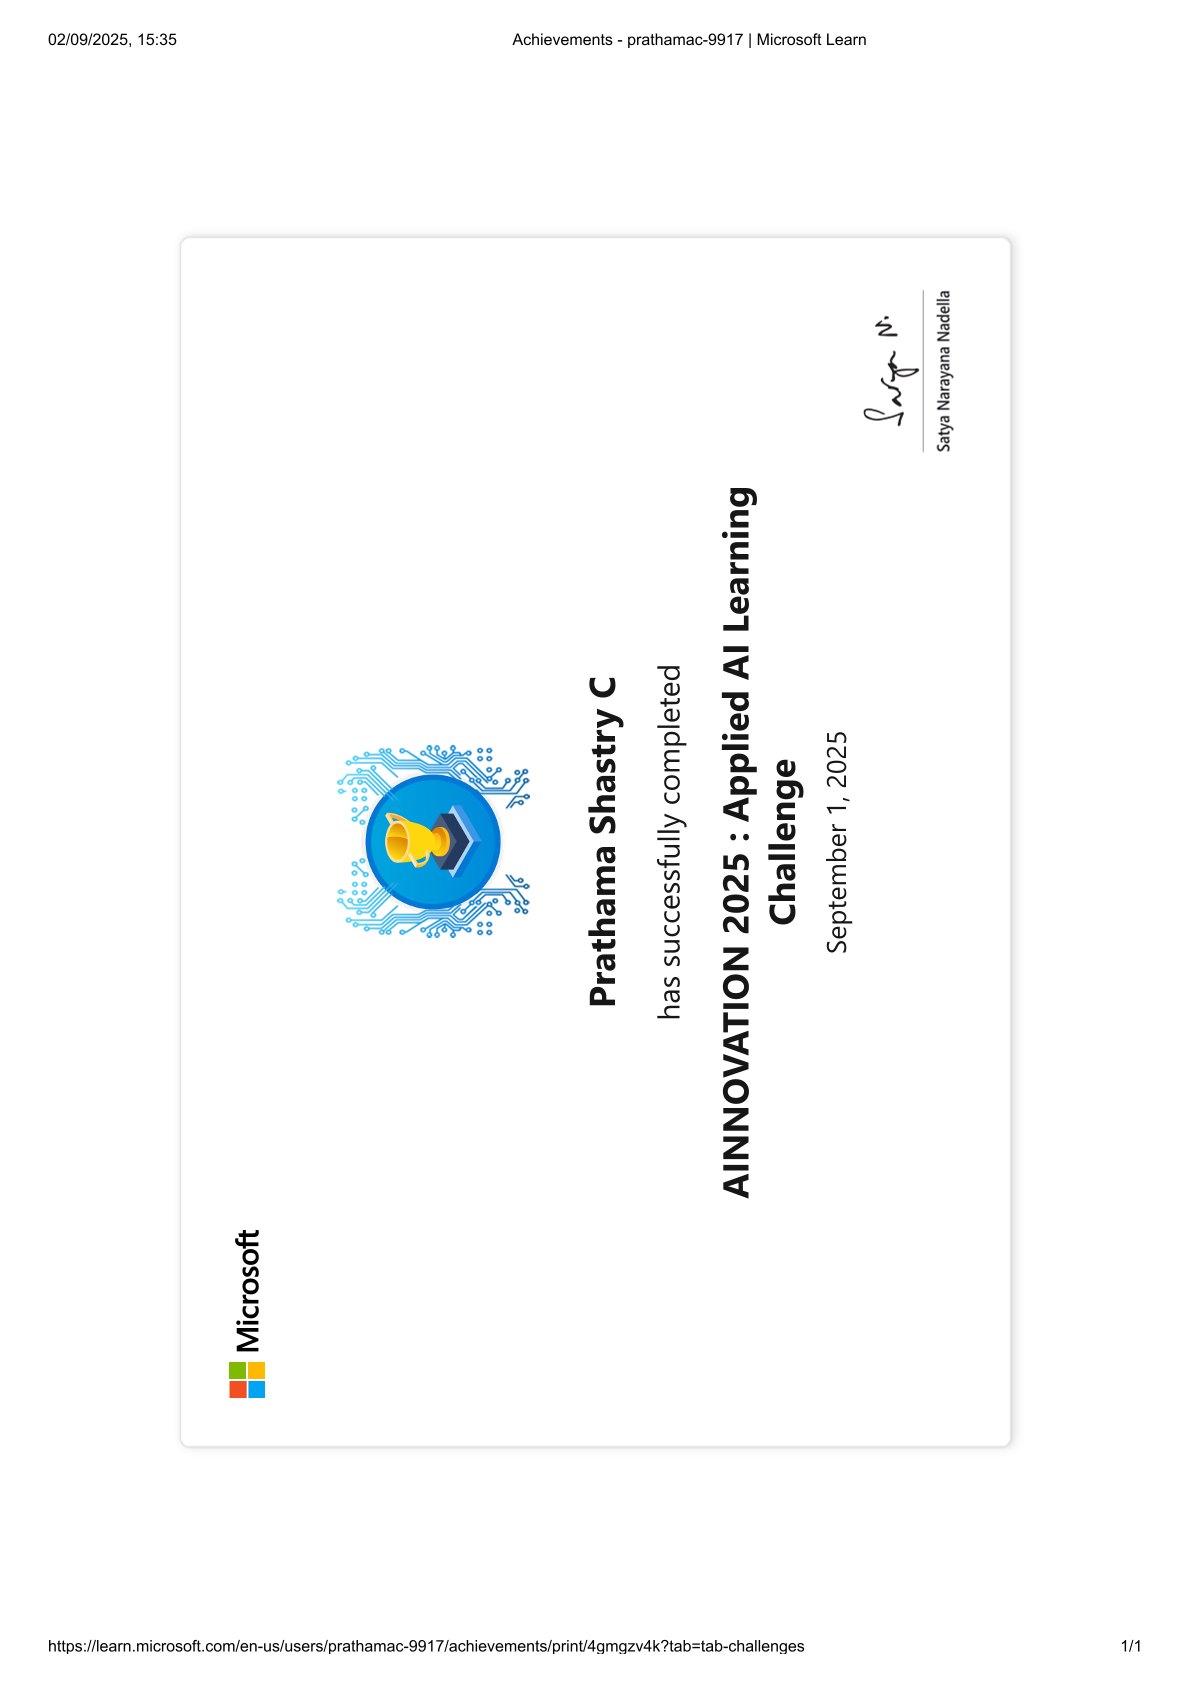 02/09/2025, 15:35
Achievements - prathamac-9917 | Microsoft Learn
Microsoft
Prathama Shastry C
has successfully completed
AINNOVATION 2025 : Applied AI Learning
Challenge
September 1, 2025
Satya N.
Satya Narayana Nadella
https://learn.microsoft.com/en-us/users/prathamac-9917/achievements/print/4gmgzv4k?tab=tab-challenges
1/1